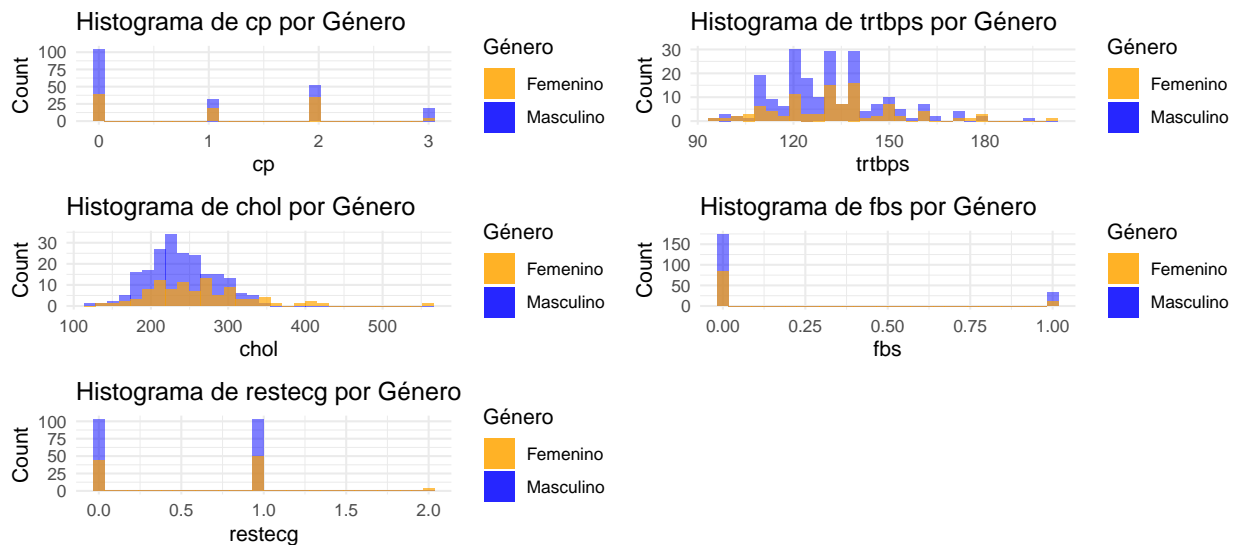 Histograma de cp por Género
100
75
50
25
0
Count
0 1 2 3
cp
Género
Femenino
Masculino
Histograma de trtbps por Género
30
20
10
0
Count
90 120 150 180
trtbps
Género
Femenino
Masculino
Histograma de chol por Género
30
20
10
0
Count
100 200 300 400 500
chol
Género
Femenino
Masculino
Histograma de fbs por Género
150
100
50
0
Count
0.00 0.25 0.50 0.75 1.00
fbs
Género
Femenino
Masculino
Histograma de restecg por Género
100
75
50
25
0
Count
0.0 0.5 1.0 1.5 2.0
restecg
Género
Femenino
Masculino